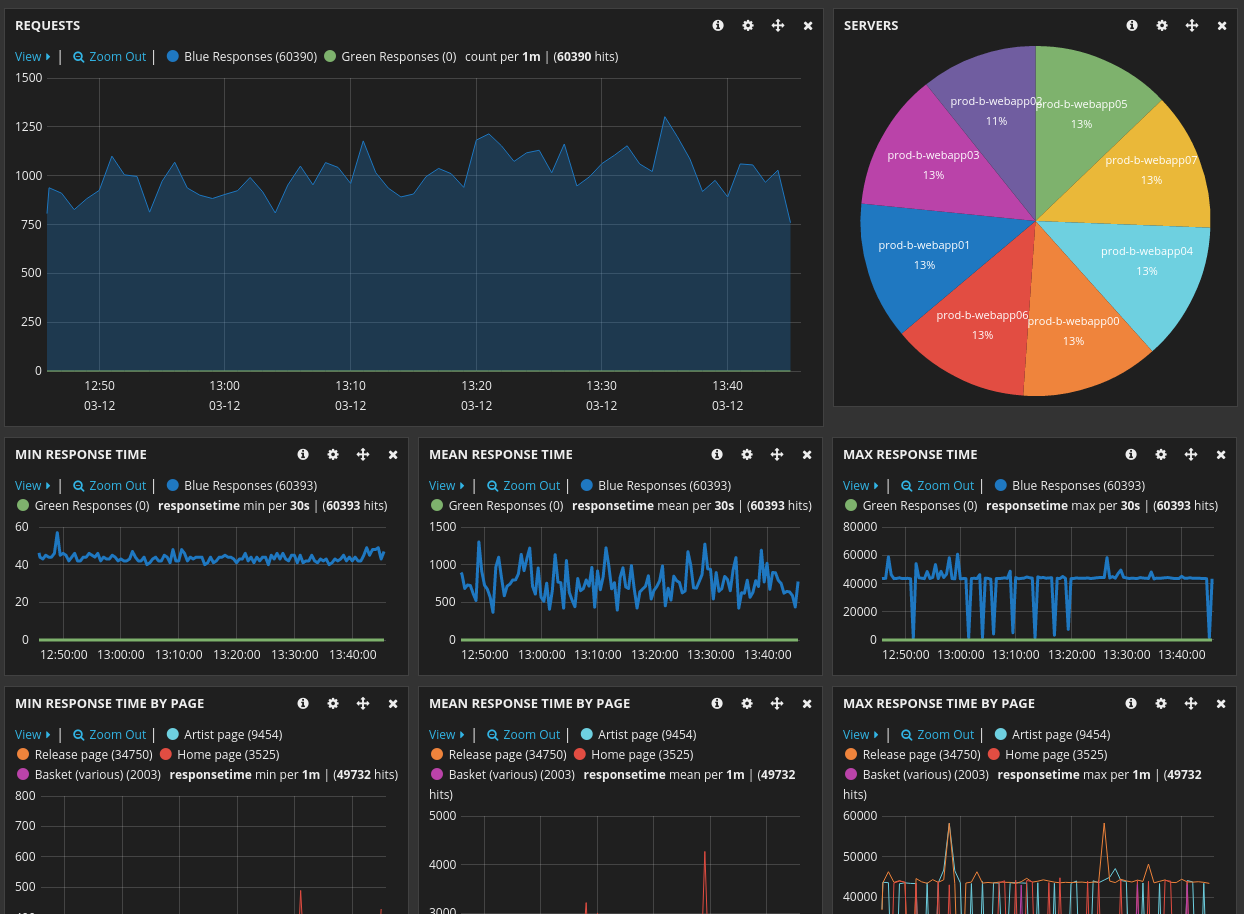 REQUESTS
View | Zoom Out | Blue Responses (60390) Green Responses (0) count per 1m | (60390 hits)
1500
1250
1000
750
500
250
0
12:50 13:00 13:10 13:20 13:30 13:40
03-12 03-12 03-12 03-12 03-12 03-12
SERVERS
prod-b-webapp02
11%
prod-b-webapp05
13%
prod-b-webapp03
13%
prod-b-webapp07
13%
prod-b-webapp01
13%
prod-b-webapp04
13%
prod-b-webapp06
13%
prod-b-webapp00
13%
MIN RESPONSE TIME
View | Zoom Out | Blue Responses (60393)
Green Responses (0) responsetime min per 30s | (60393 hits)
60
40
20
0
12:50:00 13:00:00 13:10:00 13:20:00 13:30:00 13:40:00
MEAN RESPONSE TIME
View | Zoom Out | Blue Responses (60393)
Green Responses (0) responsetime mean per 30s | (60393 hits)
1500
1000
500
0
12:50:00 13:00:00 13:10:00 13:20:00 13:30:00 13:40:00
MAX RESPONSE TIME
View | Zoom Out | Blue Responses (60393)
Green Responses (0) responsetime max per 30s | (60393 hits)
80000
60000
40000
20000
0
12:50:00 13:00:00 13:10:00 13:20:00 13:30:00 13:40:00
MIN RESPONSE TIME BY PAGE
View | Zoom Out | Artist page (9454)
Release page (34750) Home page (3525)
Basket (various) (2003) responsetime min per 1m | (49732 hits)
800
700
600
500
MEAN RESPONSE TIME BY PAGE
View | Zoom Out | Artist page (9454)
Release page (34750) Home page (3525)
Basket (various) (2003) responsetime mean per 1m | (49732
hits)
5000
4000
3000
MAX RESPONSE TIME BY PAGE
View | Zoom Out | Artist page (9454)
Release page (34750) Home page (3525)
Basket (various) (2003) responsetime max per 1m | (49732
hits)
60000
50000
40000